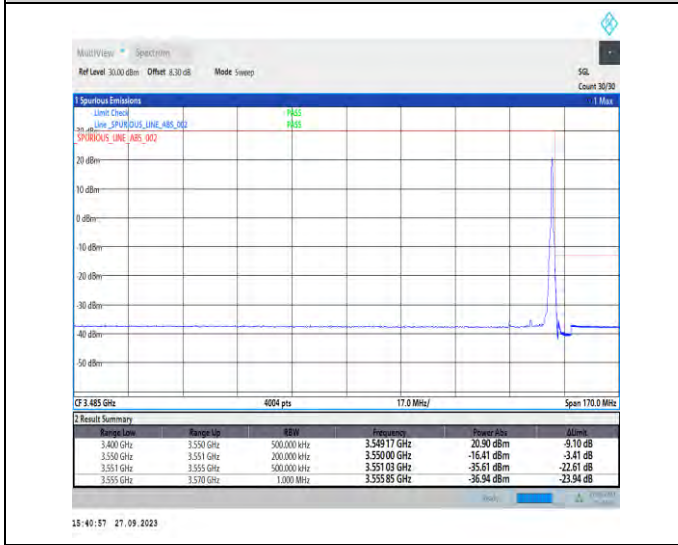 MultiView Spectrum
Ref Level 30.00 dBm Offset 8.30 dB Mode Sweep SGL
Count 30/30
1 Spurious Emissions 1 Max
Limit Check PASS
Line _SPURIOUS_LINE_ABS_002 PASS
SPURIOUS_LINE_ABS_002
20 dBm
10 dBm
0 dBm
-10 dBm
-20 dBm
-30 dBm
-40 dBm
-50 dBm
CF 3.485 GHz 4004 pts 17.0 MHz/ Span 170.0 MHz
2 Result Summary
Range Low Range Up RBW Frequency Power Abs ΔLimit
3.400 GHz 3.550 GHz 500.000 kHz 3.549 17 GHz 20.90 dBm -9.10 dB
3.550 GHz 3.551 GHz 200.000 kHz 3.550 00 GHz -16.41 dBm -3.41 dB
3.551 GHz 3.555 GHz 500.000 kHz 3.551 03 GHz -35.61 dBm -22.61 dB
3.555 GHz 3.570 GHz 1.000 MHz 3.555 85 GHz -36.94 dBm -23.94 dB
15:40:57 27.09.2023